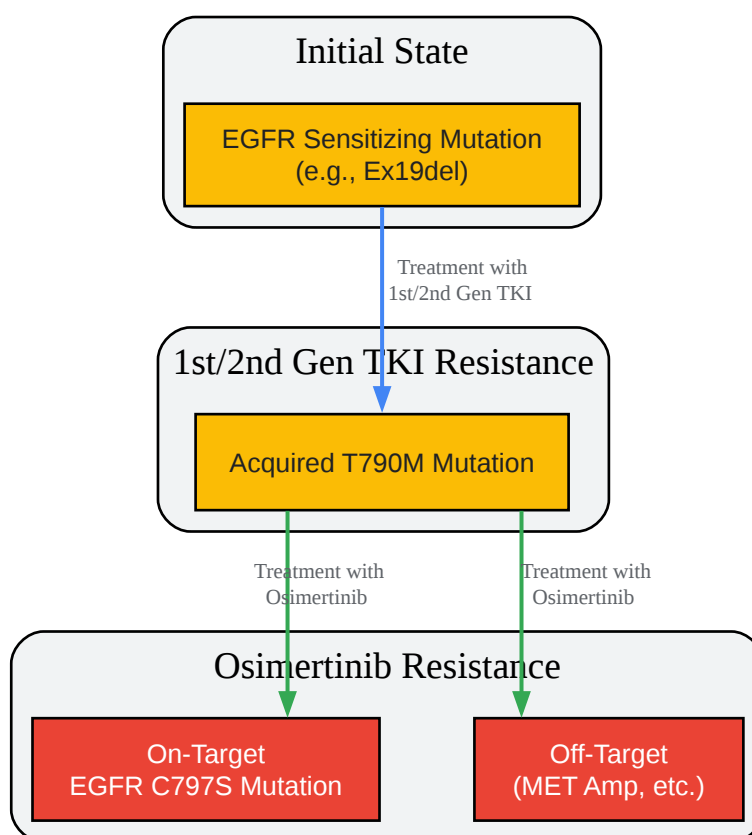 Initial State
EGFR Sensitizing Mutation
(e.g., Ex19del)
Treatment with
1st/2nd Gen TKI
1st/2nd Gen TKI Resistance
Acquired T790M Mutation
Treatment with
Osimertinib
Treatment with
Osimertinib
Osimertinib Resistance
On-Target
EGFR C797S Mutation
Off-Target
(MET Amp, etc.)